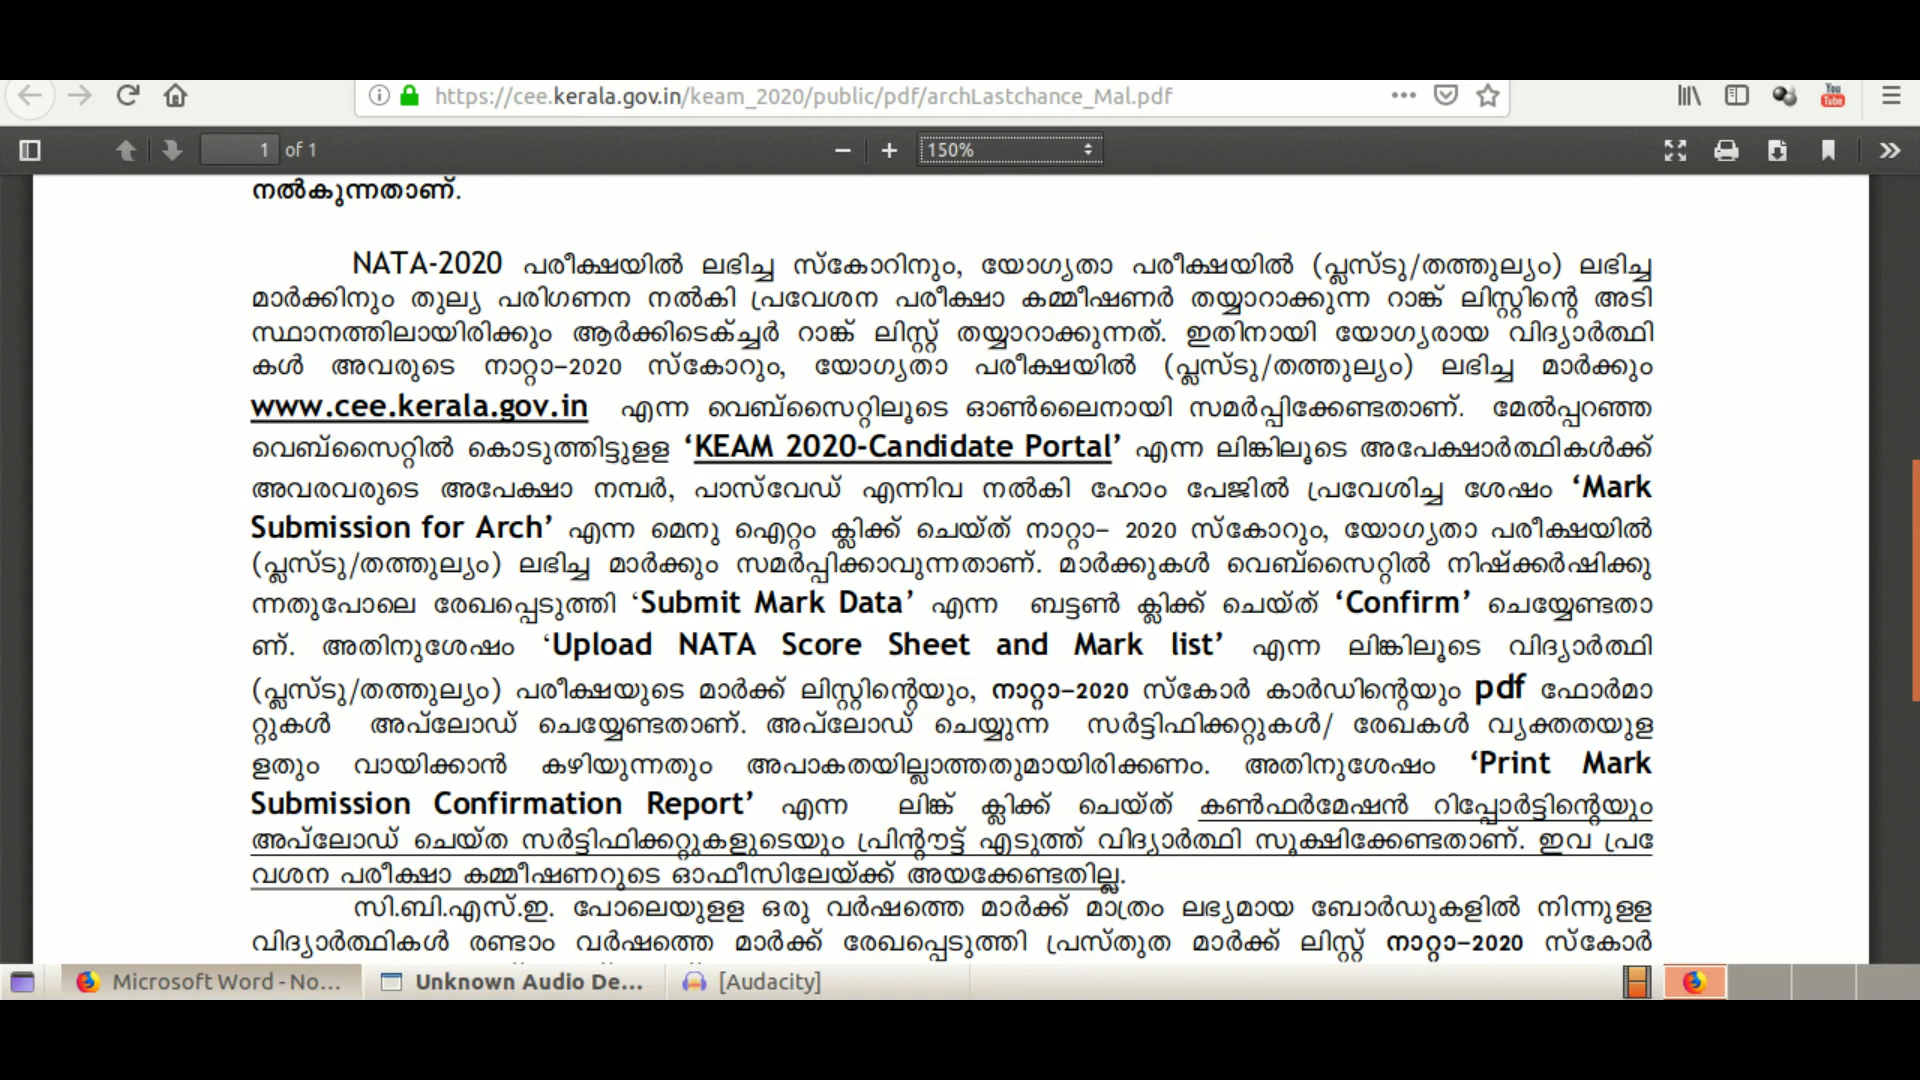 https://cee.kerala.gov.in/keam_2020/public/pdf/archLastchance_Mal.pdf
You Tube
1 of 1
150%
നൽകുന്നതാണ്.
NATA-2020 പരീക്ഷയിൽ ലഭിച്ച സ്കോറിനും, യോഗ്യതാ പരീക്ഷയിൽ (പ്ലസ്ടു/തത്തുല്യം) ലഭിച്ച
മാർക്കിനും തുല്യ പരിഗണന നൽകി പ്രവേശന പരീക്ഷാ കമ്മീഷണർ തയ്യാറാക്കുന്ന റാങ്ക് ലിസ്റ്റിന്റെ അടി
സ്ഥാനത്തിലായിരിക്കും ആർക്കിടെക്ച്ചർ റാങ്ക് ലിസ്റ്റ് തയ്യാറാക്കുന്നത്. ഇതിനായി യോഗ്യരായ വിദ്യാർത്ഥി
കൾ അവരുടെ നാറ്റാ–2020 സ്കോറും, യോഗ്യതാ പരീക്ഷയിൽ (പ്ലസ്ടു/തത്തുല്യം) ലഭിച്ച മാർക്കും
www.cee.kerala.gov.in എന്ന വെബ്സൈറ്റിലൂടെ ഓൺലൈനായി സമർപ്പിക്കേണ്ടതാണ്. മേൽപ്പറഞ്ഞ
വെബ്സൈറ്റിൽ കൊടുത്തിട്ടുളള ‘KEAM 2020-Candidate Portal’ എന്ന ലിങ്കിലൂടെ അപേക്ഷാർത്ഥികൾക്ക്
അവരവരുടെ അപേക്ഷാ നമ്പർ, പാസ്‌വേഡ് എന്നിവ നൽകി ഹോം പേജിൽ പ്രവേശിച്ച ശേഷം ‘Mark
Submission for Arch’ എന്ന മെനു ഐറ്റം ക്ലിക്ക് ചെയ്ത് നാറ്റാ– 2020 സ്കോറും, യോഗ്യതാ പരീക്ഷയിൽ
(പ്ലസ്ടു/തത്തുല്യം) ലഭിച്ച മാർക്കും സമർപ്പിക്കാവുന്നതാണ്. മാർക്കുകൾ വെബ്സൈറ്റിൽ നിഷ്ക്കർഷിക്കു
ന്നതുപോലെ രേഖപ്പെടുത്തി ‘Submit Mark Data’ എന്ന ബട്ടൺ ക്ലിക്ക് ചെയ്ത് ‘Confirm’ ചെയ്യേണ്ടതാ
ണ്. അതിനുശേഷം ‘Upload NATA Score Sheet and Mark list’ എന്ന ലിങ്കിലൂടെ വിദ്യാർത്ഥി
(പ്ലസ്ടു/തത്തുല്യം) പരീക്ഷയുടെ മാർക്ക് ലിസ്റ്റിന്റെയും, നാറ്റാ–2020 സ്കോർ കാർഡിന്റെയും pdf ഫോർമാ
റ്റുകൾ അപ്‌ലോഡ് ചെയ്യേണ്ടതാണ്. അപ്‌ലോഡ് ചെയ്യുന്ന സർട്ടിഫിക്കറ്റുകൾ/ രേഖകൾ വ്യക്തതയുള
ളതും വായിക്കാൻ കഴിയുന്നതും അപാകതയില്ലാത്തതുമായിരിക്കണം. അതിനുശേഷം ‘Print Mark
Submission Confirmation Report’ എന്ന ലിങ്ക് ക്ലിക്ക് ചെയ്ത് കൺഫർമേഷൻ റിപ്പോർട്ടിന്റെയും
അപ്‌ലോഡ് ചെയ്ത സർട്ടിഫിക്കറ്റുകളുടെയും പ്രിന്റൗട്ട് എടുത്ത് വിദ്യാർത്ഥി സൂക്ഷിക്കേണ്ടതാണ്. ഇവ പ്രവേ
വശന പരീക്ഷാ കമ്മീഷണറുടെ ഓഫീസിലേയ്ക്ക് അയക്കേണ്ടതില്ല.
സി.ബി.എസ്.ഇ. പോലെയുളള ഒരു വർഷത്തെ മാർക്ക് മാത്രം ലഭ്യമായ ബോർഡുകളിൽ നിന്നുളള
വിദ്യാർത്ഥികൾ രണ്ടാം വർഷത്തെ മാർക്ക് രേഖപ്പെടുത്തി പ്രസ്തുത മാർക്ക് ലിസ്റ്റ് നാറ്റാ–2020 സ്കോർ
Microsoft Word - No...
Unknown Audio De...
[Audacity]